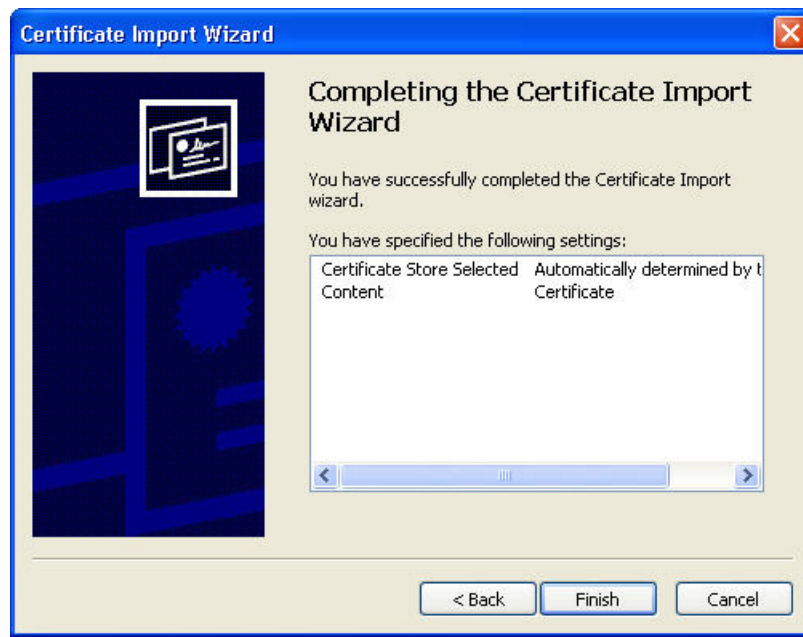 Certificate Import Wizard
Completing the Certificate Import
Wizard
You have successfully completed the Certificate Import
wizard.
You have specified the following settings:
Certificate Store Selected Automatically determined by t
Content Certificate
< Back Finish Cancel